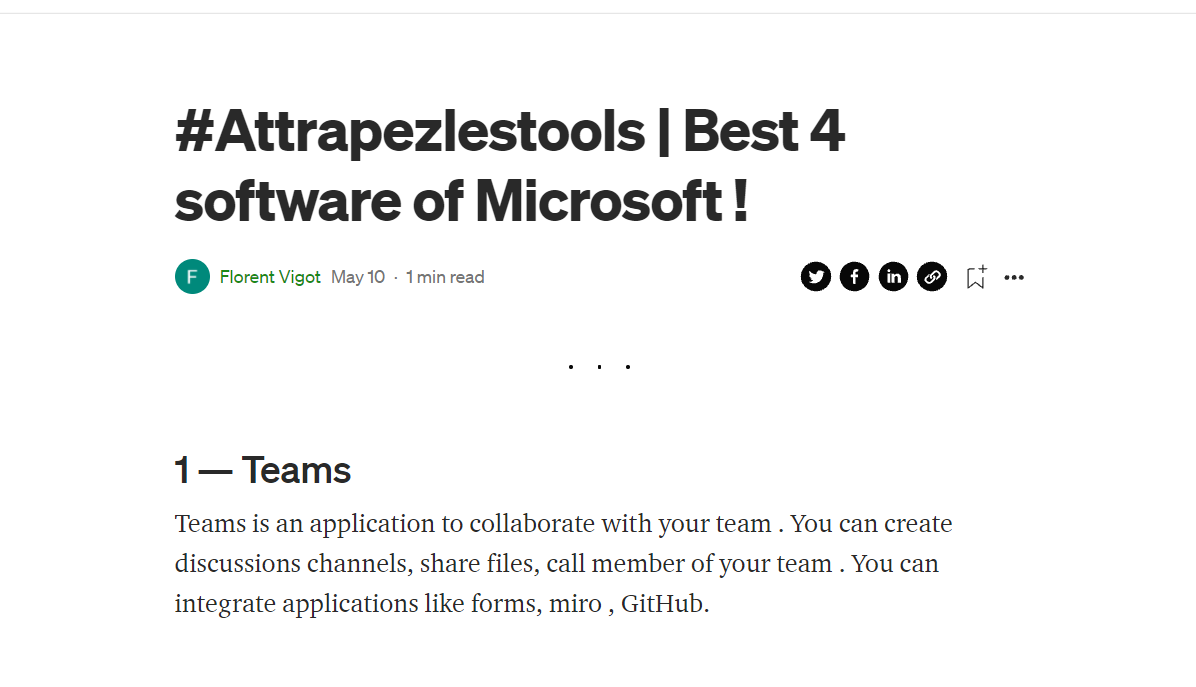 #Attrapezlestools | Best 4
software of Microsoft !
F
Florent Vigot May 10 · 1 min read
. . .
1 — Teams
Teams is an application to collaborate with your team . You can create
discussions channels, share files, call member of your team . You can
integrate applications like forms, miro , GitHub.